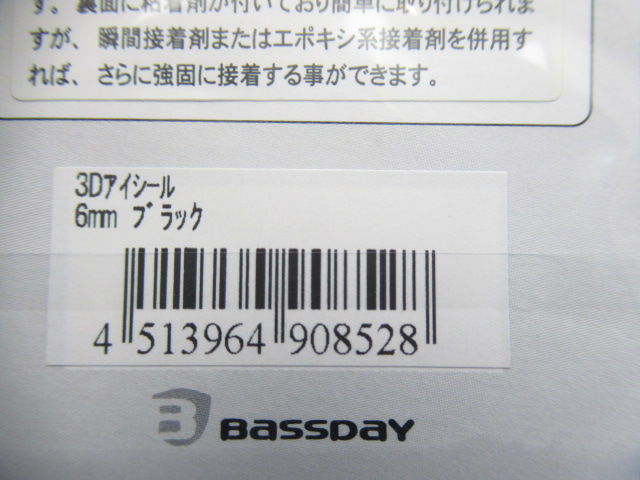 す。裏面に粘着剤が付いており簡単に取り付けられま
すが、瞬間接着剤またはエポキシ系接着剤を併用す
れば、さらに強固に接着する事ができます。
3Dアイシール
6mm ブラック
4 513964 908528
BASSDAY